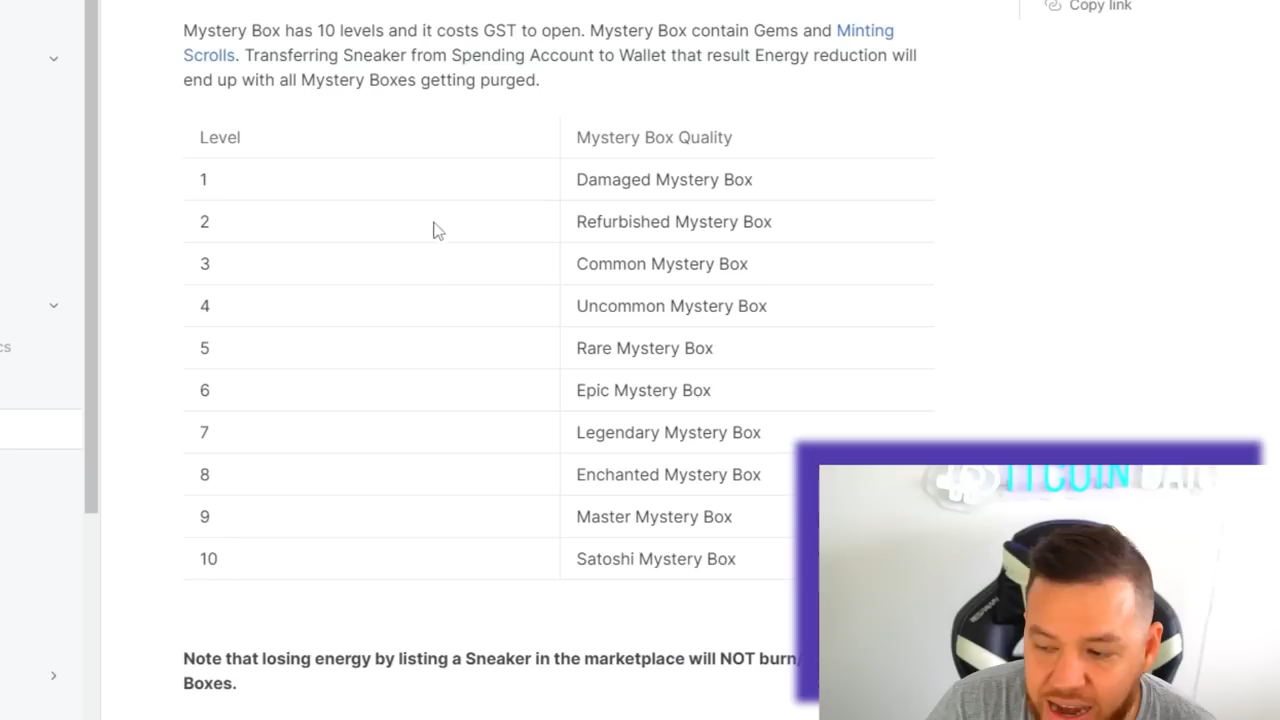 Copy link
Mystery Box has 10 levels and it costs GST to open. Mystery Box contain Gems and Minting
Scrolls. Transferring Sneaker from Spending Account to Wallet that result Energy reduction will
end up with all Mystery Boxes getting purged.
Level Mystery Box Quality
1 Damaged Mystery Box
2 Refurbished Mystery Box
3 Common Mystery Box
4 Uncommon Mystery Box
5 Rare Mystery Box
cs
6 Epic Mystery Box
7 Legendary Mystery Box
8 Enchanted Mystery Box
9 Master Mystery Box
10 Satoshi Mystery Box
ITCOIN
Note that losing energy by listing a Sneaker in the marketplace will NOT burn
Boxes.